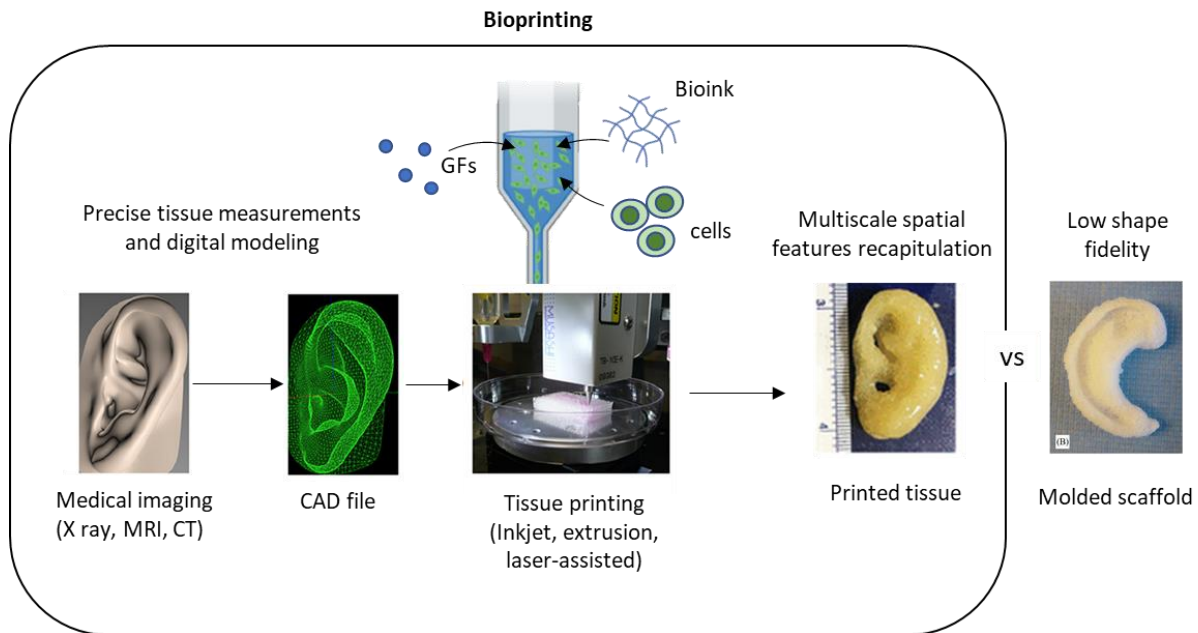 Bioprinting
Bioink
GFs
cells
Precise tissue measurements
and digital modeling
Multiscale spatial
features recapitulation
Low shape
fidelity
vs
(B)
Medical imaging
(X ray, MRI, CT)
CAD file
Tissue printing
(Inkjet, extrusion,
laser-assisted)
Printed tissue
Molded scaffold